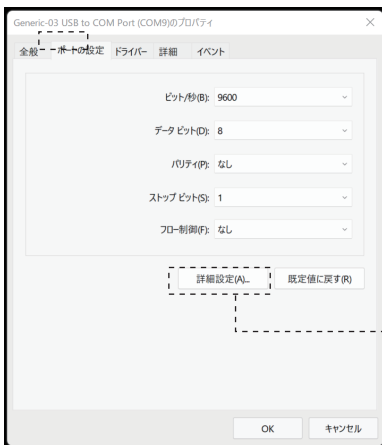 Generic-03 USB to COM Port (COM9)のプロパティ
全般 ポートの設定 ドライバー 詳細 イベント
ビット/秒(B): 9600
データ ビット(D): 8
パリティ(P): なし
ストップ ビット(S): 1
フロー制御(F): なし
詳細設定(A)... 既定値に戻す(R)
OK キャンセル